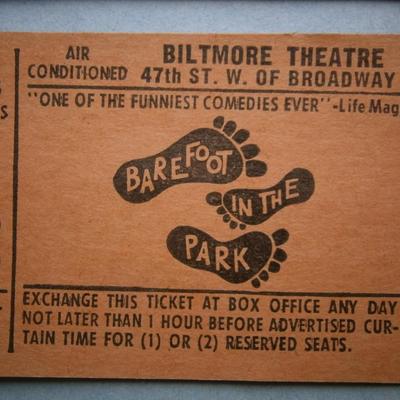 AIR CONDITIONED
BILTMORE THEATRE
47th ST. W. OF BROADWAY
"ONE OF THE FUNNIEST COMEDIES EVER"-Life Mag
BAREFOOT
IN THE
PARK
EXCHANGE THIS TICKET AT BOX OFFICE ANY DAY
NOT LATER THAN 1 HOUR BEFORE ADVERTISED CUR-
TAIN TIME FOR (1) OR (2) RESERVED SEATS.